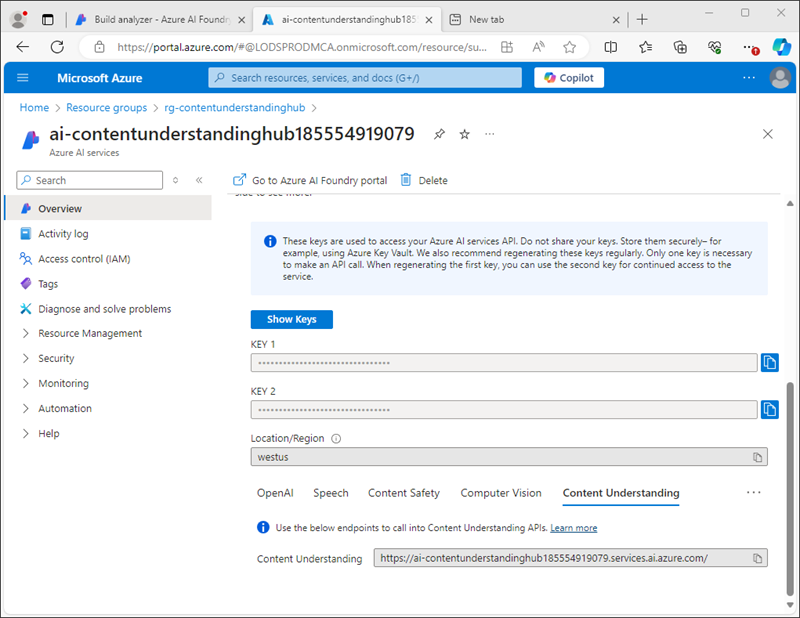 Build analyzer - Azure AI Foundry
ai-contentunderstandinghub185
New tab
https://portal.azure.com/#@LODSPRODMCA.onmicrosoft.com/resource/su...
Microsoft Azure
Search resources, services, and docs (G+/)
Copilot
Home > Resource groups > rg-contentunderstandinghub >
ai-contentunderstandinghub185554919079
Azure AI services
Search
Go to Azure AI Foundry portal
Delete
Overview
Activity log
Access control (IAM)
Tags
Diagnose and solve problems
Resource Management
Security
Monitoring
Automation
Help
These keys are used to access your Azure AI services API. Do not share your keys. Store them securely– for
example, using Azure Key Vault. We also recommend regenerating these keys regularly. Only one key is necessary
to make an API call. When regenerating the first key, you can use the second key for continued access to the
service.
Show Keys
KEY 1
KEY 2
Location/Region
westus
OpenAI Speech Content Safety Computer Vision Content Understanding ...
Use the below endpoints to call into Content Understanding APIs. Learn more
Content Understanding
https://ai-contentunderstandinghub185554919079.services.ai.azure.com/